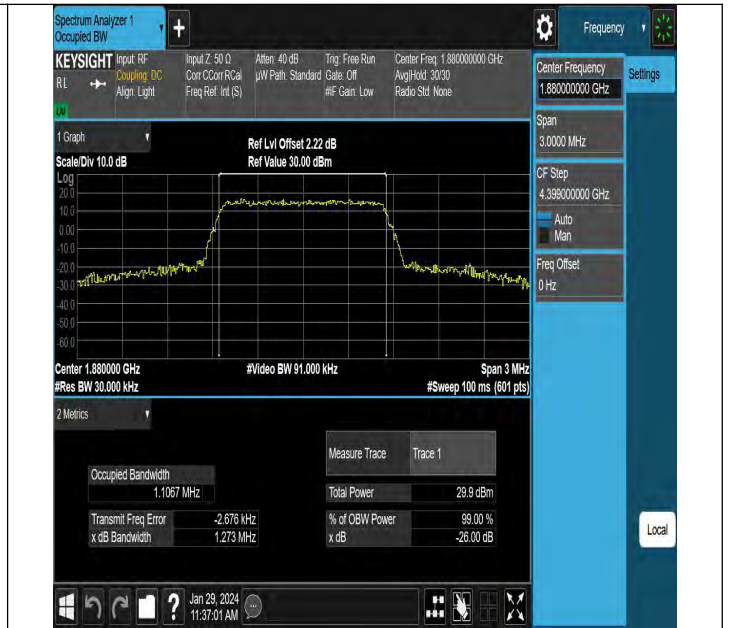 Spectrum Analyzer 1
Occupied BW
+
Frequency
KEYSIGHT
RL
Input: RF
Coupling: DC
Align: Light
Input Z: 50 Ω
Corr CCorr RCal
Freq Ref: Int (S)
Atten: 40 dB
µW Path: Standard
Trig: Free Run
Gate: Off
#IF Gain: Low
Center Freq: 1.880000000 GHz
Avg|Hold: 30/30
Radio Std: None
Center Frequency
1.880000000 GHz
Settings
Span
3.0000 MHz
CF Step
4.399000000 GHz
Auto
Man
Freq Offset
0 Hz
1 Graph
Scale/Div 10.0 dB
Ref Lvl Offset 2.22 dB
Ref Value 30.00 dBm
Log
20.0
10.0
0.00
-10.0
-20.0
-30.0
-40.0
-50.0
-60.0
Center 1.880000 GHz
#Res BW 30.000 kHz
#Video BW 91.000 kHz
Span 3 MHz
#Sweep 100 ms (601 pts)
2 Metrics
Measure Trace Trace 1
Occupied Bandwidth
1.1067 MHz
Total Power 29.9 dBm
Transmit Freq Error -2.676 kHz
% of OBW Power 99.00 %
x dB Bandwidth 1.273 MHz
x dB -26.00 dB
Local
?
Jan 29, 2024
11:37:01 AM